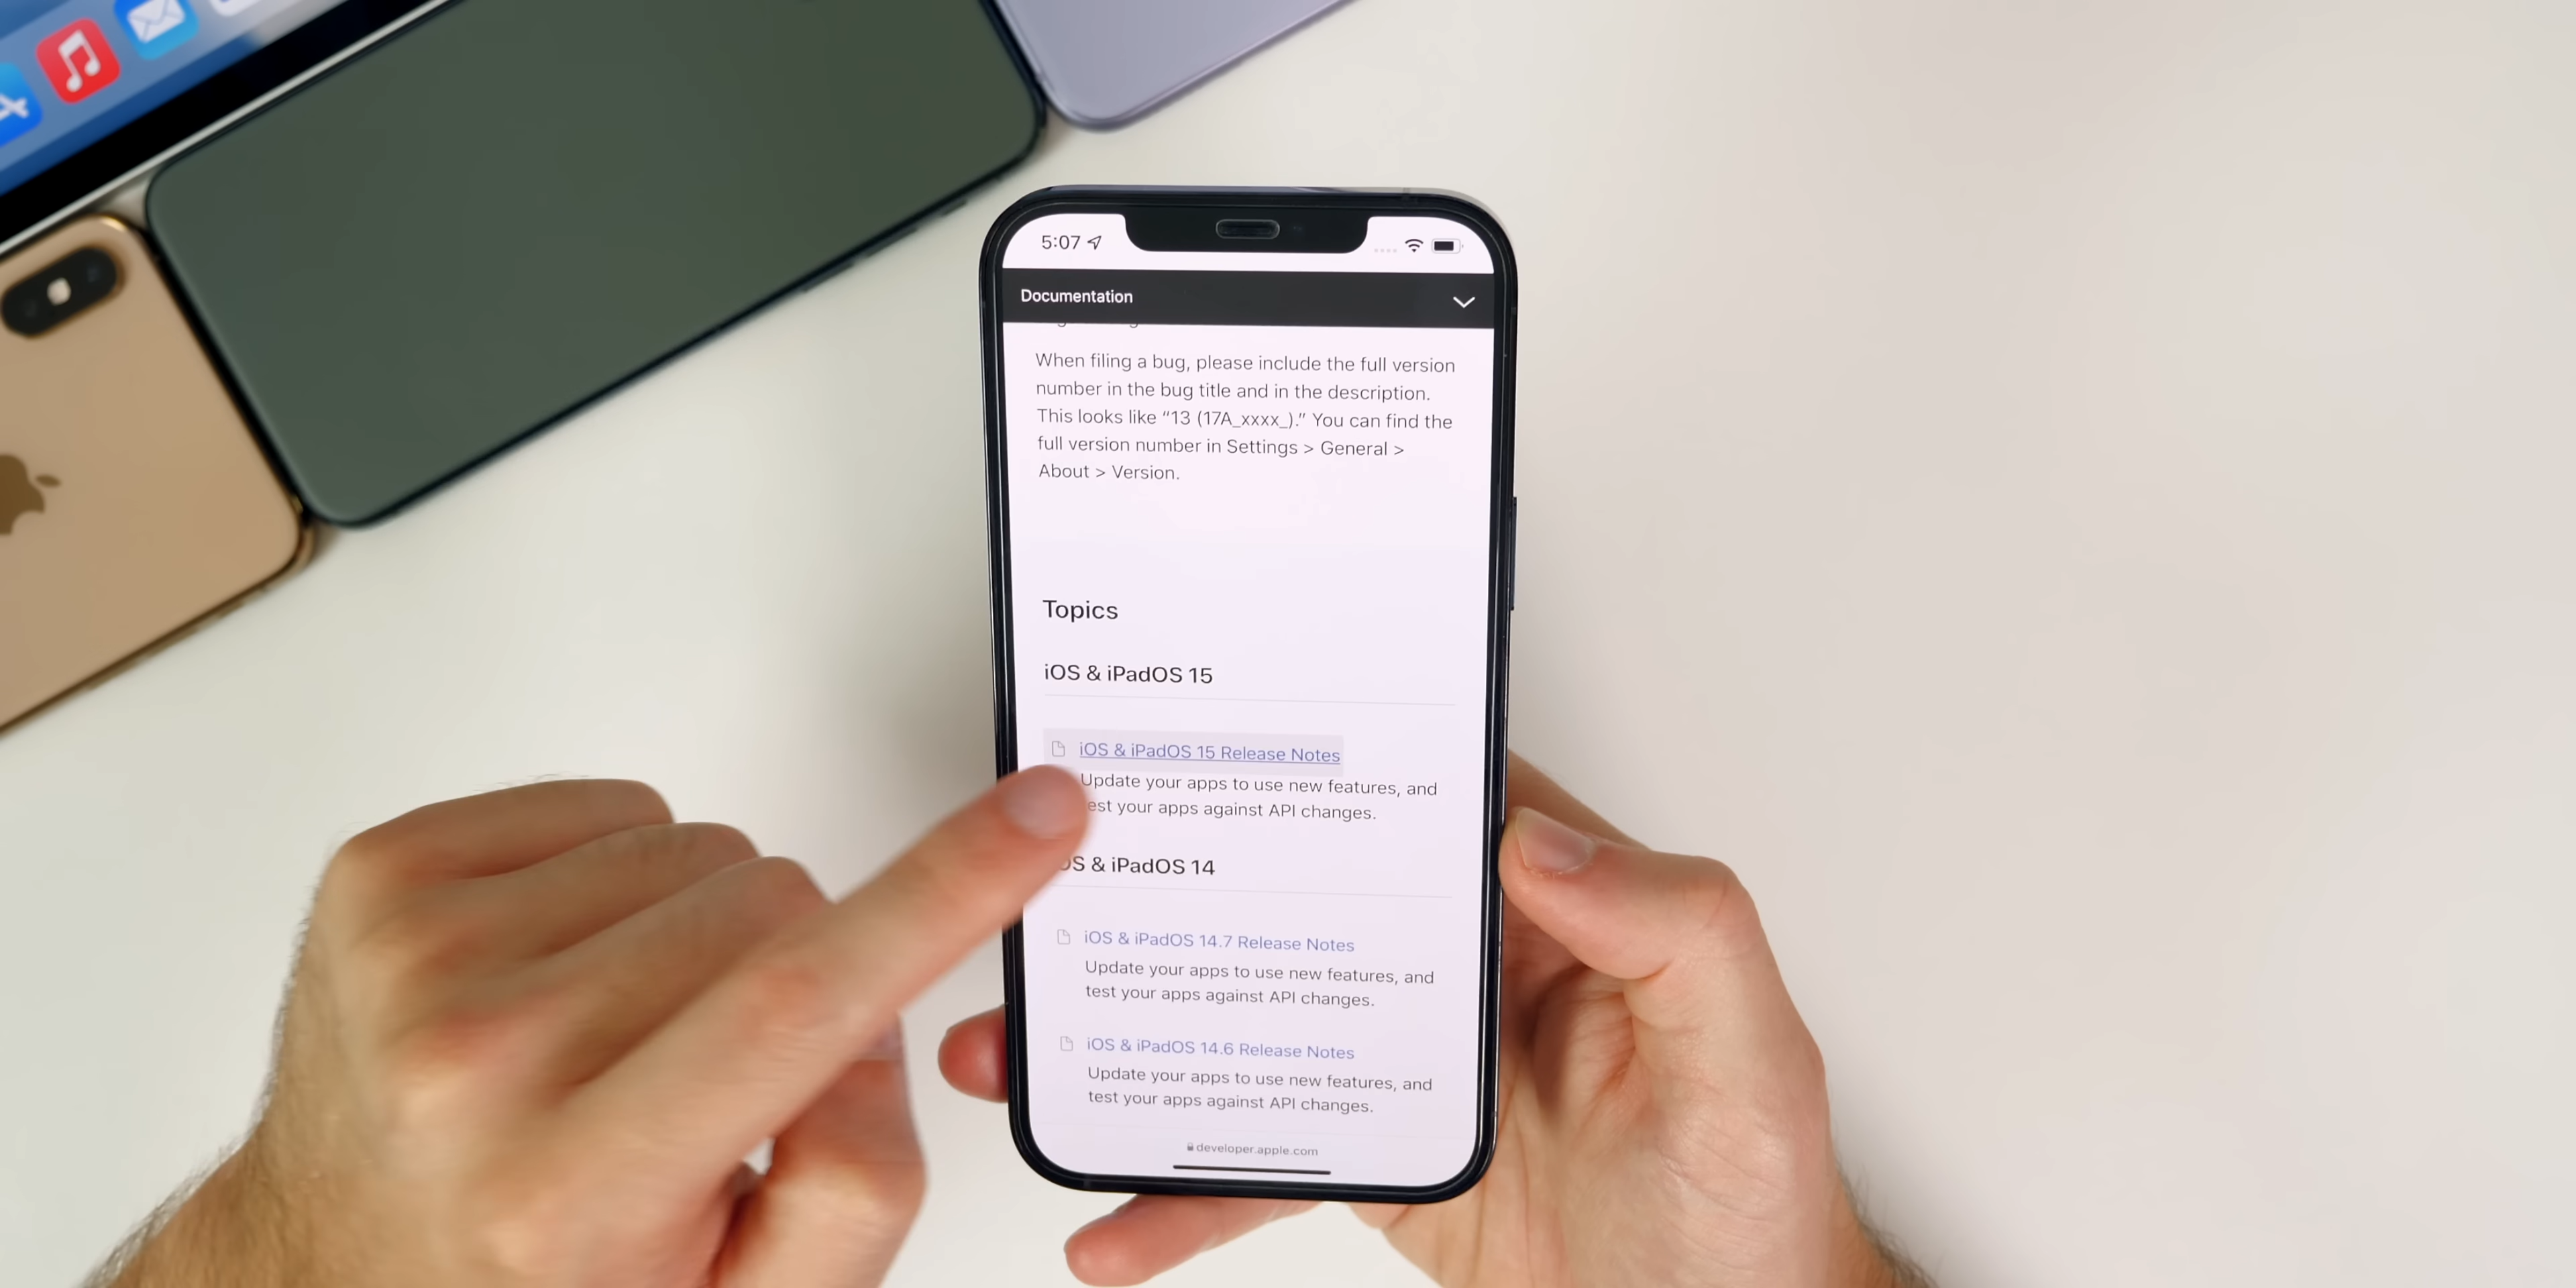 5:07
Documentation
When filing a bug, please include the full version
number in the bug title and in the description.
This looks like “13 (17A_xxxx_).” You can find the
full version number in Settings > General >
About > Version.
Topics
iOS & iPadOS 15
iOS & iPadOS 15 Release Notes
Update your apps to use new features, and
est your apps against API changes.
OS & iPadOS 14
iOS & iPadOS 14.7 Release Notes
Update your apps to use new features, and
test your apps against API changes.
iOS & iPadOS 14.6 Release Notes
Update your apps to use new features, and
test your apps against API changes.
developer.apple.com